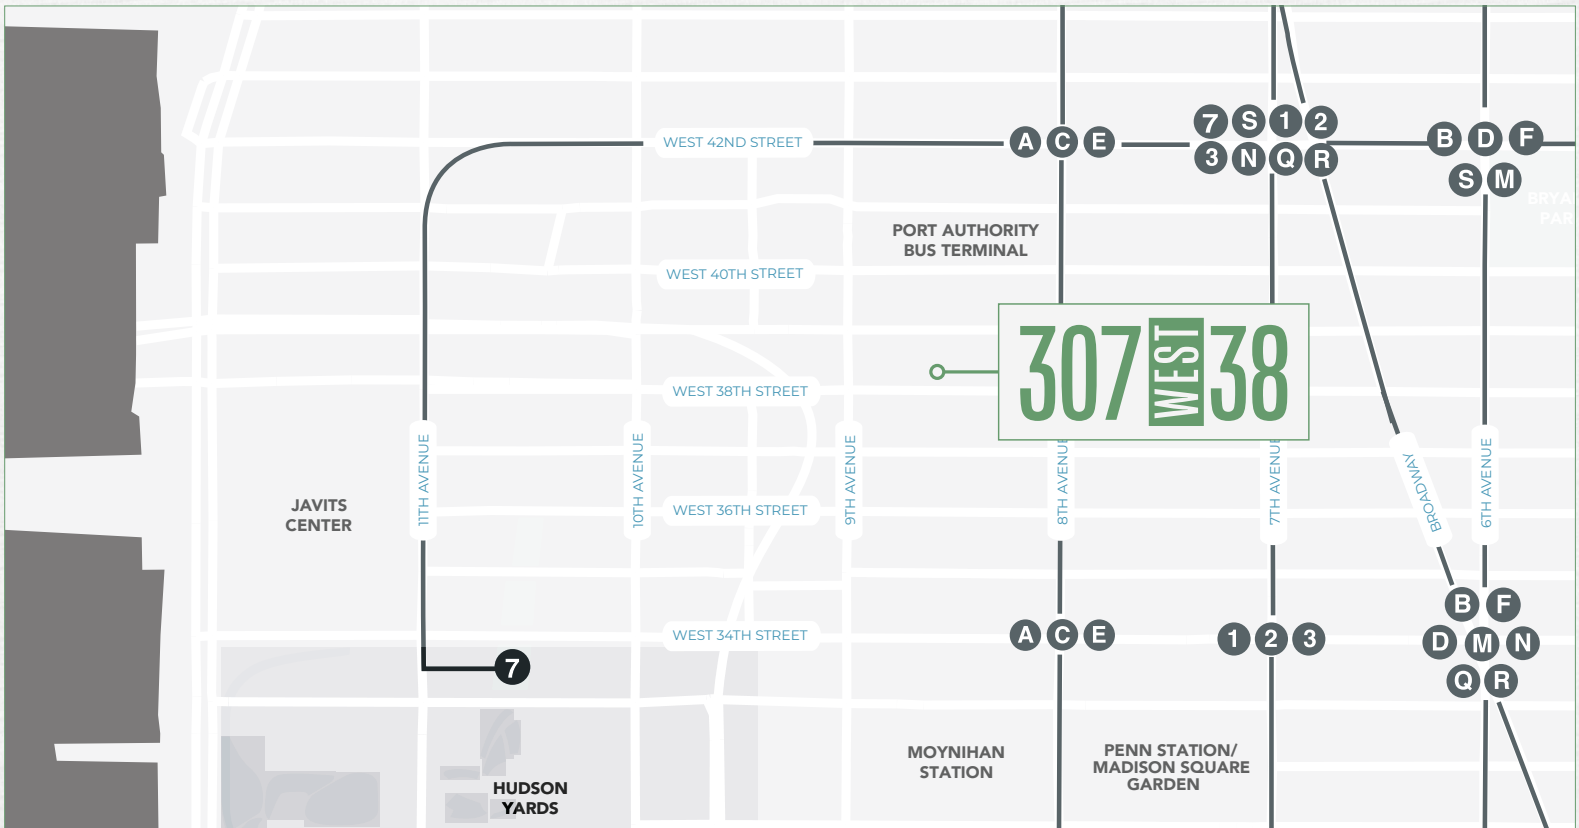 7 S 1 2
A C E
3 N Q R
B D F
S M
WEST 42ND STREET
BRYA
PAR
PORT AUTHORITY
BUS TERMINAL
WEST 40TH STREET
307 WEST 38
WEST 38TH STREET
11TH AVENUE
10TH AVENUE
9TH AVENUE
8TH AVENUE
7TH AVENUE
BROADWAY
6TH AVENUE
JAVITS
CENTER
WEST 36TH STREET
WEST 34TH STREET
A C E
1 2 3
B F
D M N
Q R
7
MOYNIHAN
STATION
PENN STATION/
MADISON SQUARE
GARDEN
HUDSON
YARDS